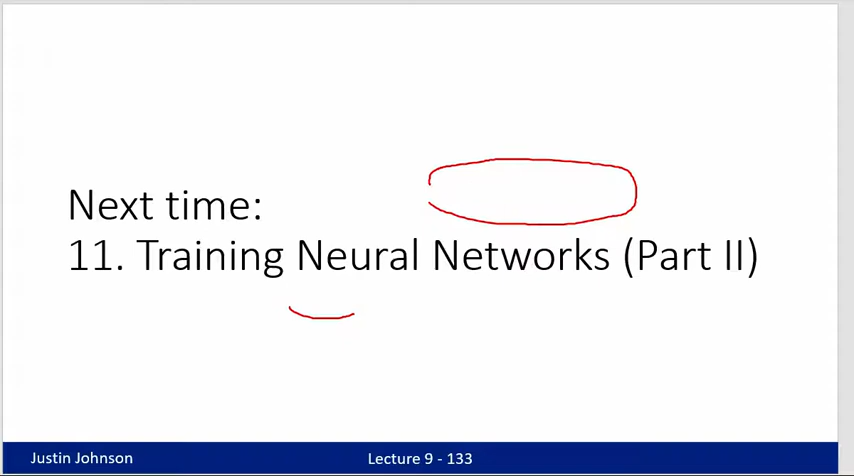 Next time:
11. Training Neural Networks (Part II)
Justin Johnson
Lecture 9 - 133